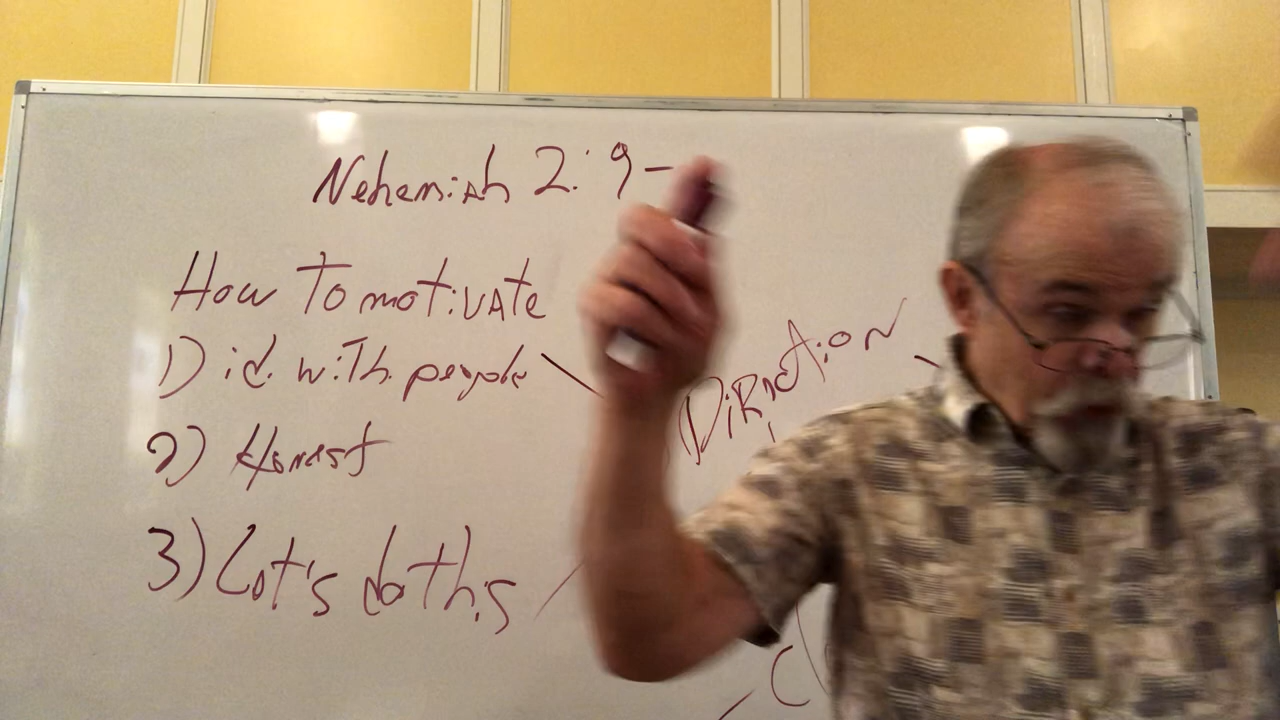 Nehemiah 2:9-
How To motivate
1) id. with people
2) Honest
3) Let's do this
Direction